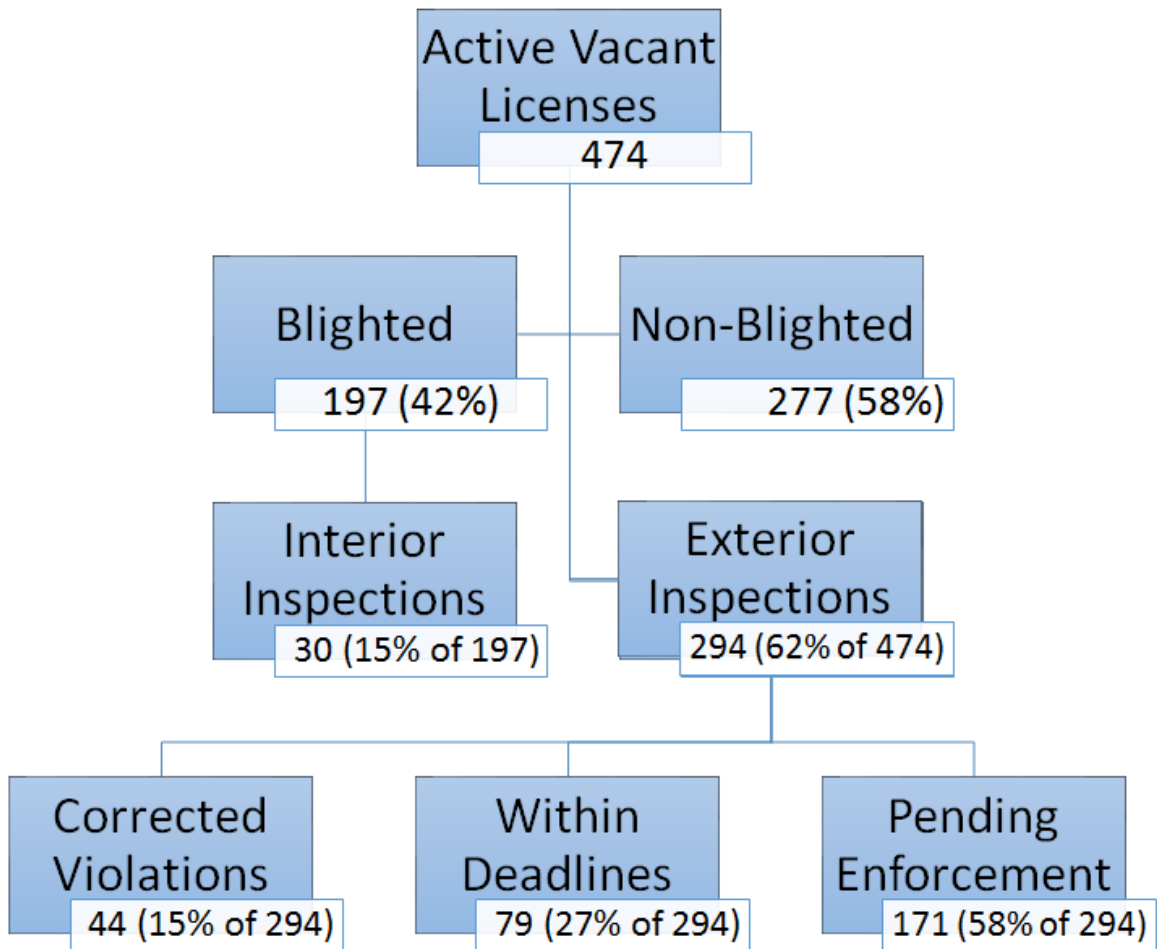 Active Vacant
Licenses
474
Blighted
197 (42%)
Non-Blighted
277 (58%)
Interior
Inspections
30 (15% of 197)
Exterior
Inspections
294 (62% of 474)
Corrected
Violations
44 (15% of 294)
Within
Deadlines
79 (27% of 294)
Pending
Enforcement
171 (58% of 294)